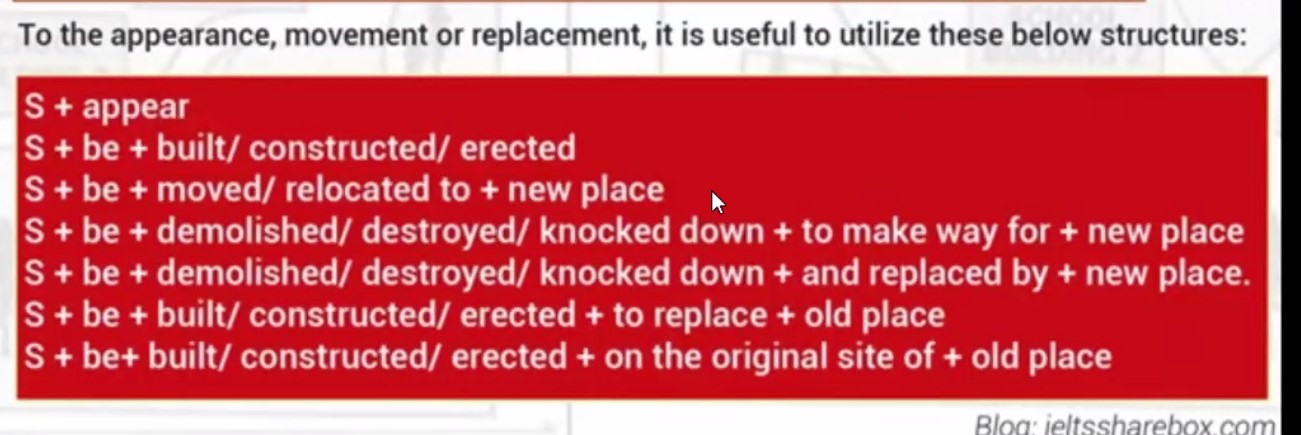 To the appearance, movement or replacement, it is useful to utilize these below structures:
S + appear
S + be + built/ constructed/ erected
S + be + moved/ relocated to + new place
S + be + demolished/ destroyed/ knocked down + to make way for + new place
S + be + demolished/ destroyed/ knocked down + and replaced by + new place.
S + be + built/ constructed/ erected + to replace + old place
S + be+ built/ constructed/ erected + on the original site of + old place
Blog: ieltssharebox.com